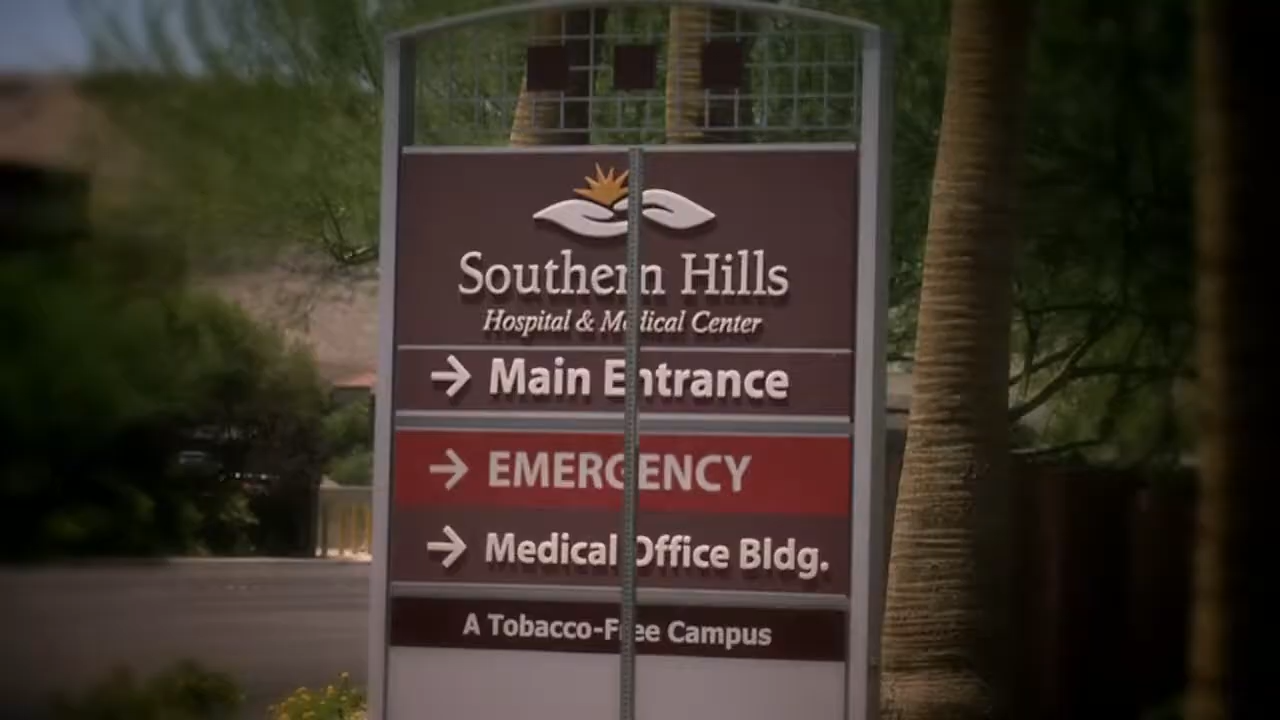 Southern Hills
Hospital & Medical Center
→ Main Entrance
→ EMERGENCY
→ Medical Office Bldg.
A Tobacco-Free Campus